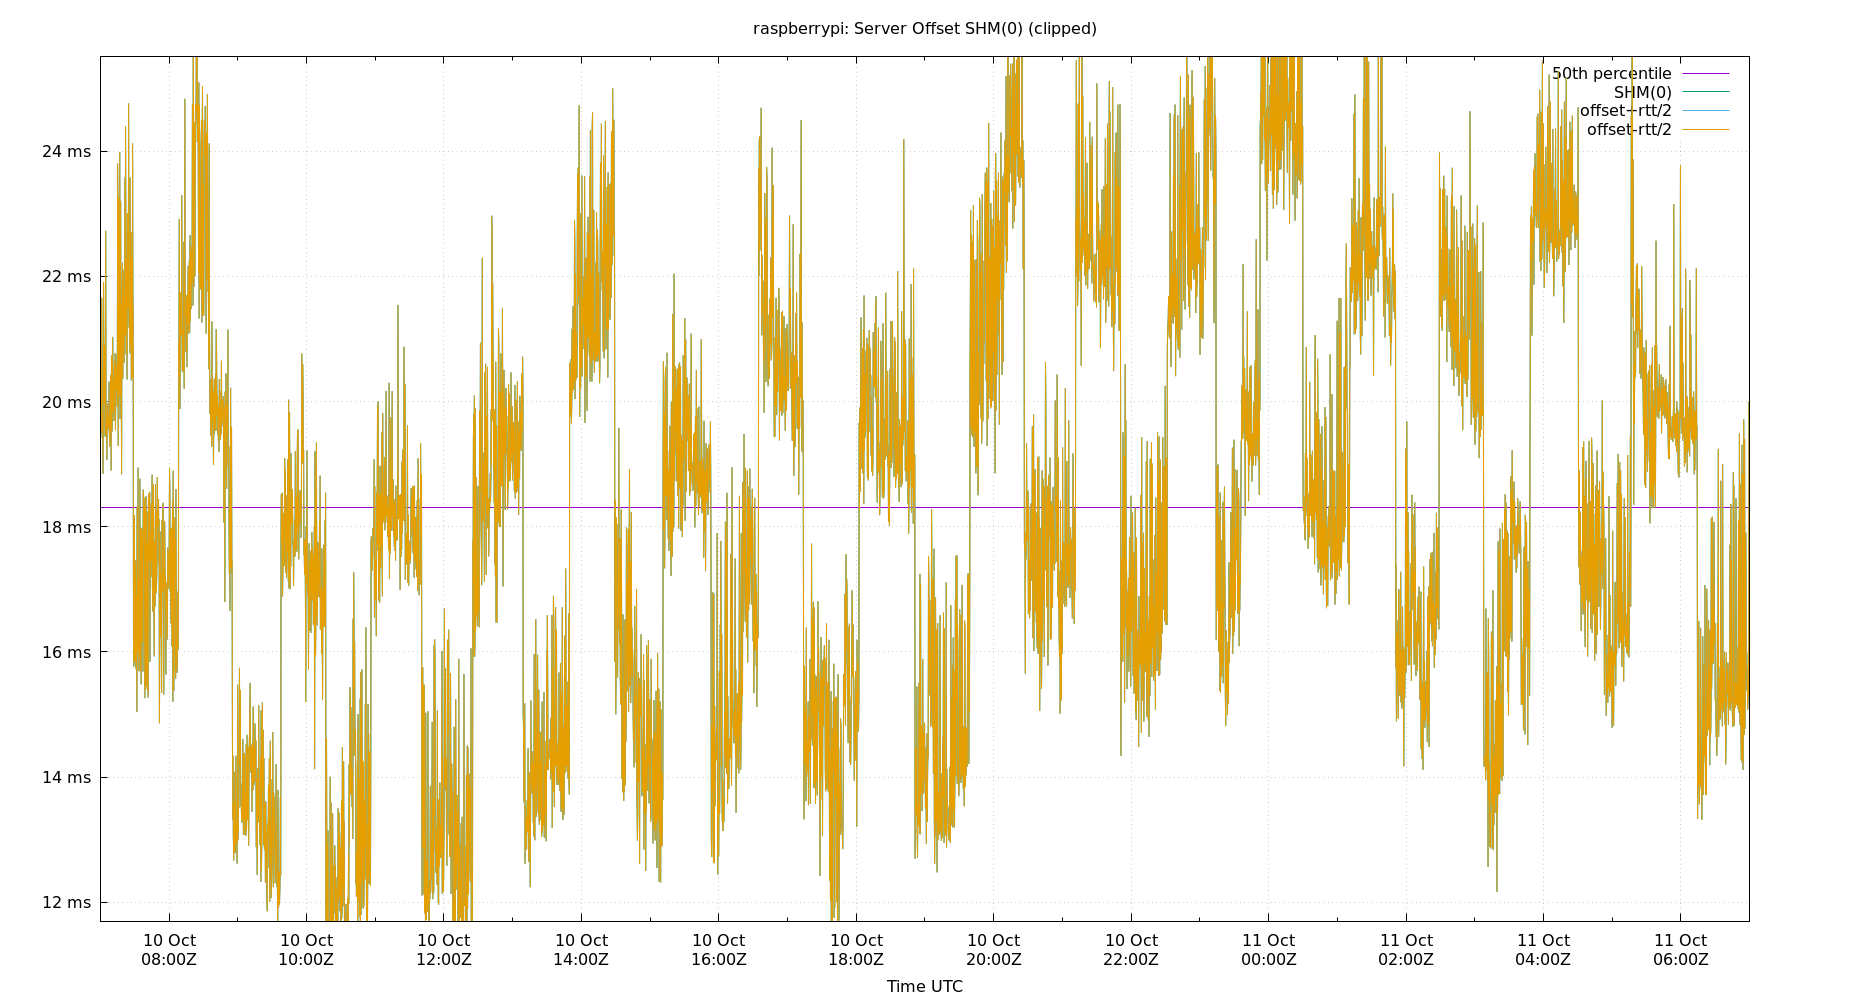 raspberrypi: Server Offset SHM(0) (clipped)
50th percentile
SHM(0)
offset+rtt/2
offset-rtt/2
24 ms
22 ms
20 ms
18 ms
16 ms
14 ms
12 ms
10 Oct 10 Oct 10 Oct 10 Oct 10 Oct 10 Oct 10 Oct 10 Oct 11 Oct 11 Oct 11 Oct 11 Oct
08:00Z 10:00Z 12:00Z 14:00Z 16:00Z 18:00Z 20:00Z 22:00Z 00:00Z 02:00Z 04:00Z 06:00Z
Time UTC